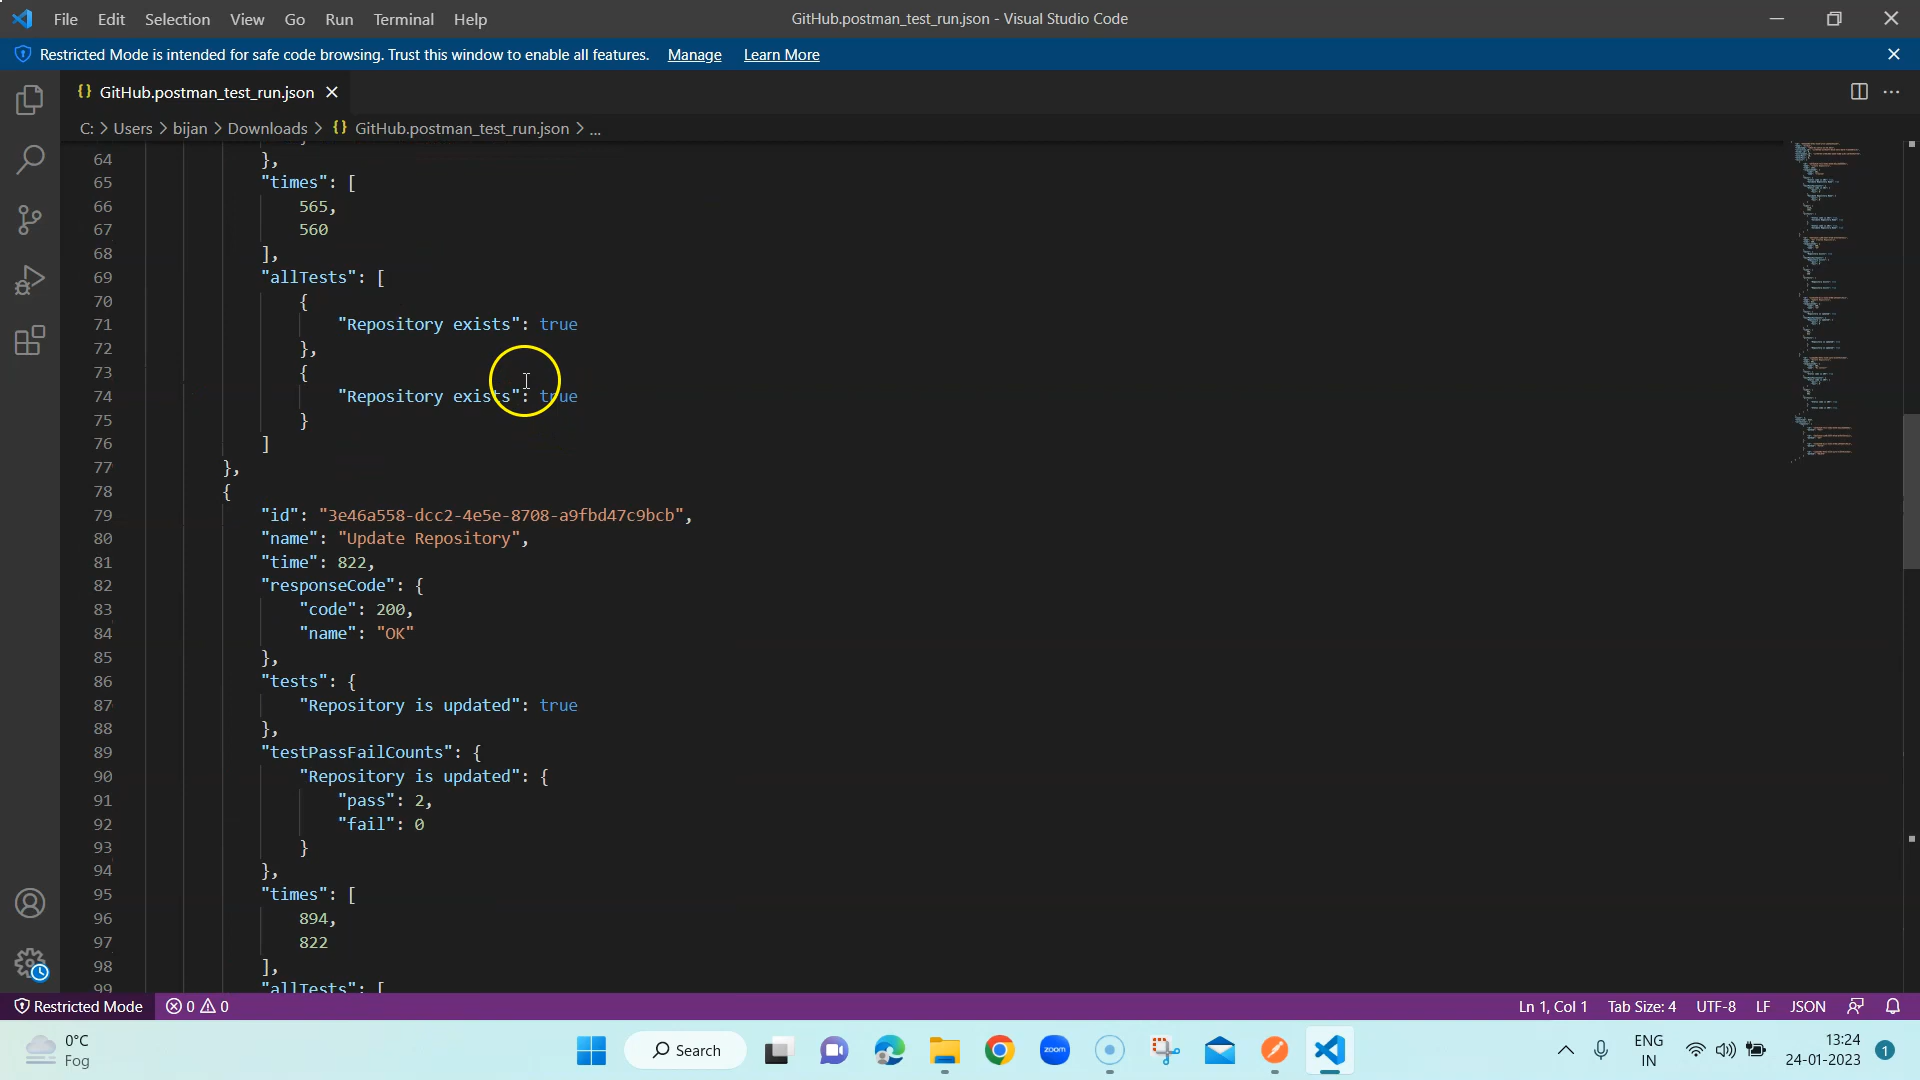 File Edit Selection View Go Run Terminal Help
GitHub.postman_test_run.json - Visual Studio Code
Restricted Mode is intended for safe code browsing. Trust this window to enable all features. Manage Learn More
{} GitHub.postman_test_run.json
C: > Users > bijan > Downloads > {} GitHub.postman_test_run.json > ...
64 },
65 "times": [
66 565,
67 560
68 ],
69 "allTests": [
70 {
71 "Repository exists": true
72 },
73 {
74 "Repository exists": true
75 }
76 ]
77 },
78 {
79 "id": "3e46a558-dcc2-4e5e-8708-a9fbd47c9bcb",
80 "name": "Update Repository",
81 "time": 822,
82 "responseCode": {
83 "code": 200,
84 "name": "OK"
85 },
86 "tests": {
87 "Repository is updated": true
88 },
89 "testPassFailCounts": {
90 "Repository is updated": {
91 "pass": 2,
92 "fail": 0
93 }
94 },
95 "times": [
96 894,
97 822
98 ],
99 "allTests": [
Restricted Mode 0 0 Ln 1, Col 1 Tab Size: 4 UTF-8 LF JSON
0°C
Fog
Search
zoom
ENG
IN
13:24
24-01-2023
1